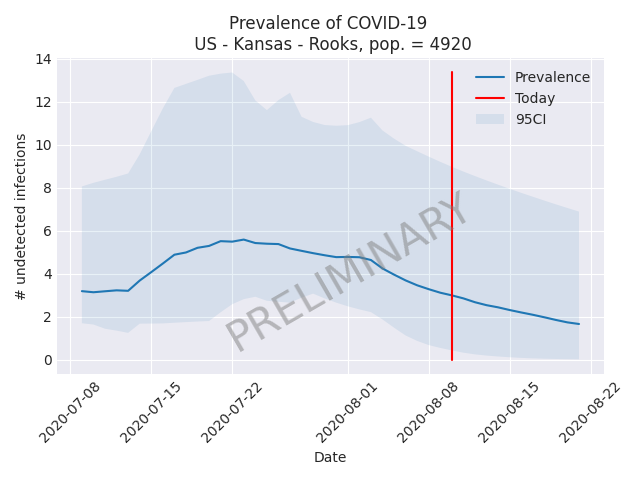 Prevalence of COVID-19
US - Kansas - Rooks, pop. = 4920
14
12
10
8
6
4
2
0
# undetected infections
Prevalence
Today
95CI
PRELIMINARY
2020-07-08
2020-07-15
2020-07-22
2020-08-01
2020-08-08
2020-08-15
2020-08-22
Date